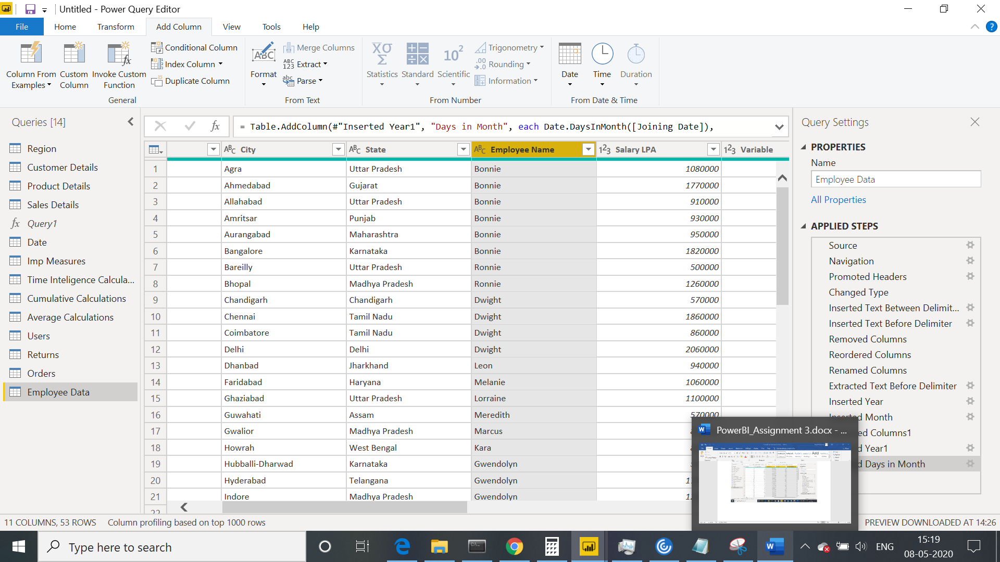 Untitled - Power Query Editor
File Home Transform Add Column View Tools Help
Column From Examples
Custom Column
Invoke Custom Function
Conditional Column
Index Column
Duplicate Column
General
Format
Merge Columns
Extract
Parse
From Text
Statistics
Standard
Scientific
Trigonometry
Rounding
Information
From Number
Date
Time
Duration
From Date & Time
Queries [14]
Region
Customer Details
Product Details
Sales Details
Query1
Date
Imp Measures
Time Inteligence Calcula...
Cumulative Calculations
Average Calculations
Users
Returns
Orders
Employee Data
= Table.AddColumn(#"Inserted Year1", "Days in Month", each Date.DaysInMonth([Joining Date]),
City State Employee Name Salary LPA Variable
1 Agra Uttar Pradesh Bonnie 1080000
2 Ahmedabad Gujarat Bonnie 1770000
3 Allahabad Uttar Pradesh Bonnie 910000
4 Amritsar Punjab Bonnie 930000
5 Aurangabad Maharashtra Bonnie 950000
6 Bangalore Karnataka Bonnie 1820000
7 Bareilly Uttar Pradesh Ronnie 500000
8 Bhopal Madhya Pradesh Ronnie 1260000
9 Chandigarh Chandigarh Dwight 570000
10 Chennai Tamil Nadu Dwight 1860000
11 Coimbatore Tamil Nadu Dwight 860000
12 Delhi Delhi Dwight 2060000
13 Dhanbad Jharkhand Leon 940000
14 Faridabad Haryana Melanie 1060000
15 Ghaziabad Uttar Pradesh Lorraine 1100000
16 Guwahati Assam Meredith 570000
17 Gwalior Madhya Pradesh Marcus
18 Howrah West Bengal Kara
19 Hubballi-Dharwad Karnataka Gwendolyn
20 Hyderabad Telangana Gwendolyn
21 Indore Madhya Pradesh Gwendolyn
22
Query Settings
PROPERTIES
Name
Employee Data
All Properties
APPLIED STEPS
Source
Navigation
Promoted Headers
Changed Type
Inserted Text Between Delimit...
Inserted Text Before Delimiter
Removed Columns
Reordered Columns
Renamed Columns
Extracted Text Before Delimiter
Inserted Year
Inserted Month
ed Columns1
d Year1
d Days in Month
PowerBI_Assignment 3.docx - ...
11 COLUMNS, 53 ROWS Column profiling based on top 1000 rows
PREVIEW DOWNLOADED AT 14:26
Type here to search
ENG
15:19
08-05-2020